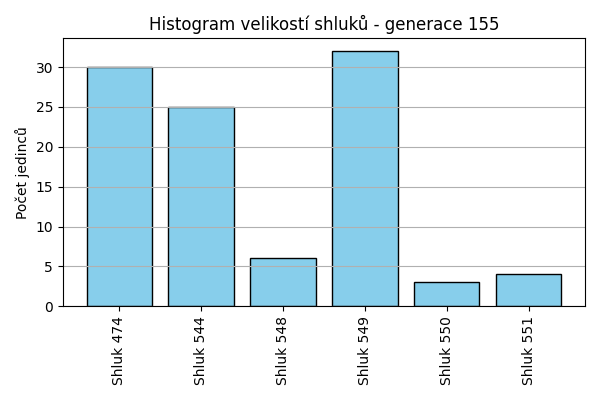 Histogram velikostí shluků - generace 155
Počet jedinců
30
25
20
15
10
5
0
Shluk 474
Shluk 544
Shluk 548
Shluk 549
Shluk 550
Shluk 551